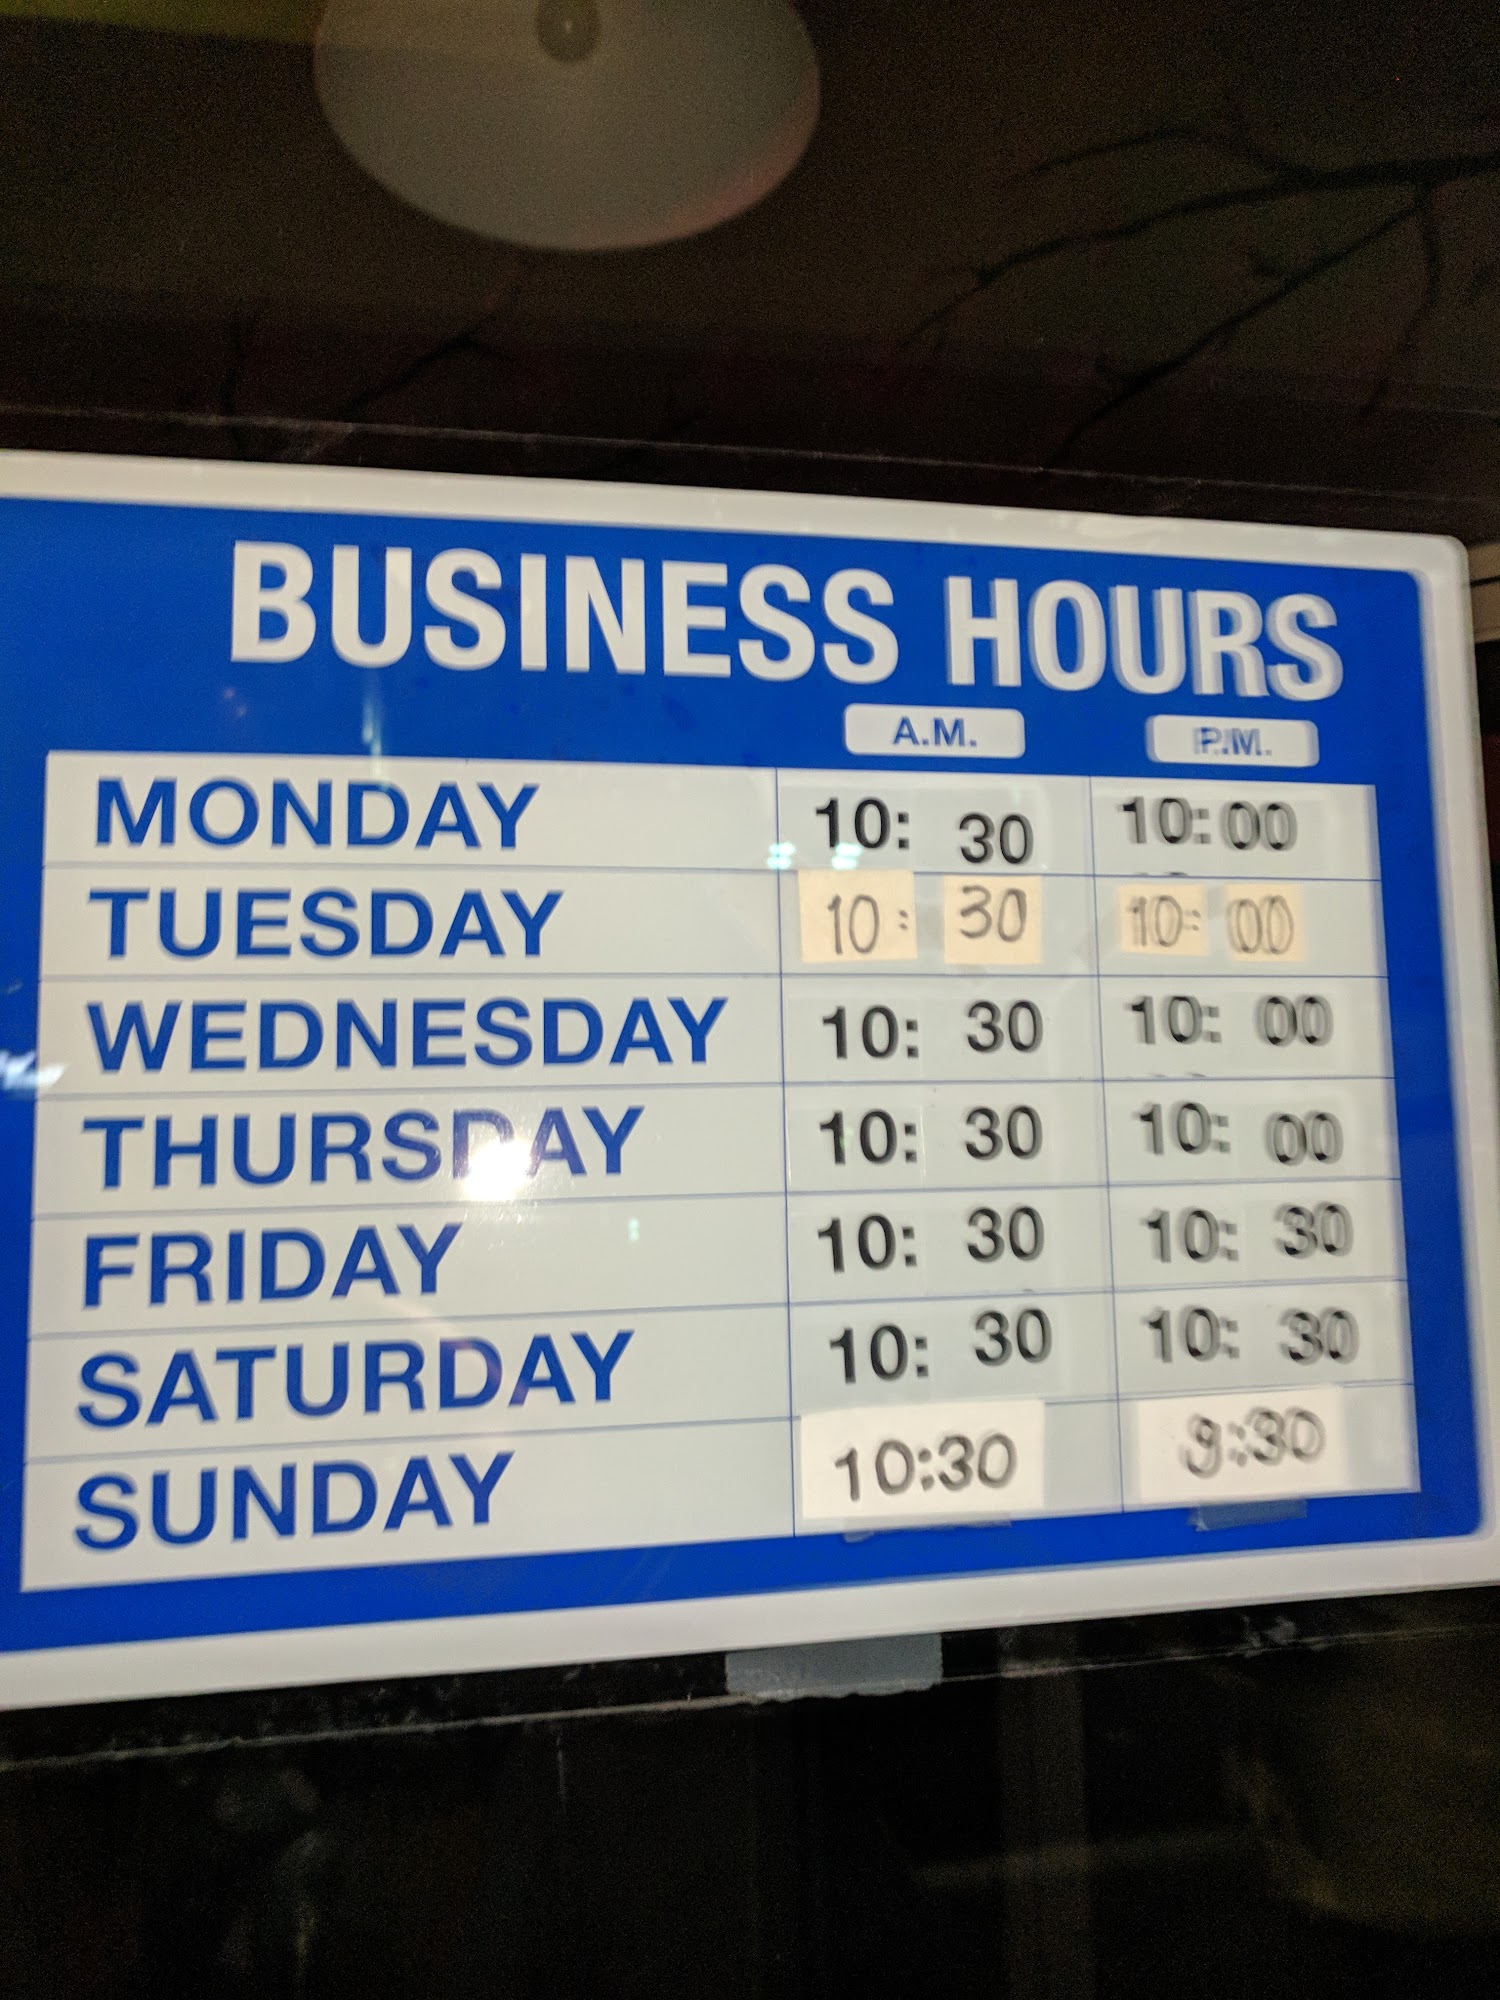 BUSINESS HOURS
A.M. P.M.
MONDAY 10: 30 10:00
TUESDAY 10: 30 10: 00
WEDNESDAY 10: 30 10: 00
THURSDAY 10: 30 10: 00
FRIDAY 10: 30 10: 30
SATURDAY 10: 30 10: 30
SUNDAY 10:30 9:30